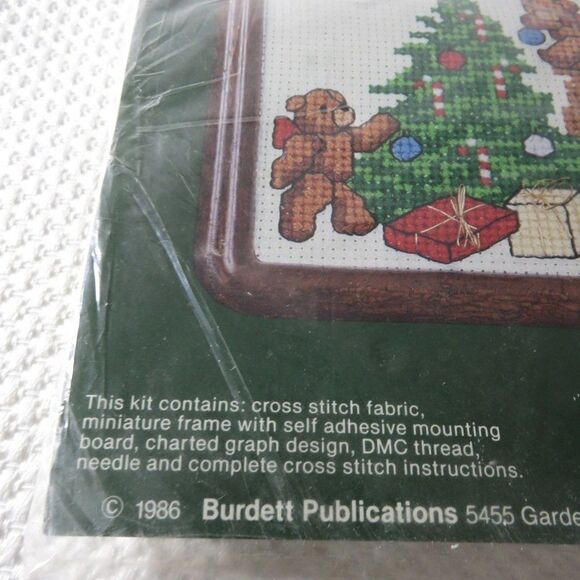 This kit contains: cross stitch fabric,
miniature frame with self adhesive mounting
board, charted graph design, DMC thread,
needle and complete cross stitch instructions.
© 1986 Burdett Publications 5455 Garde